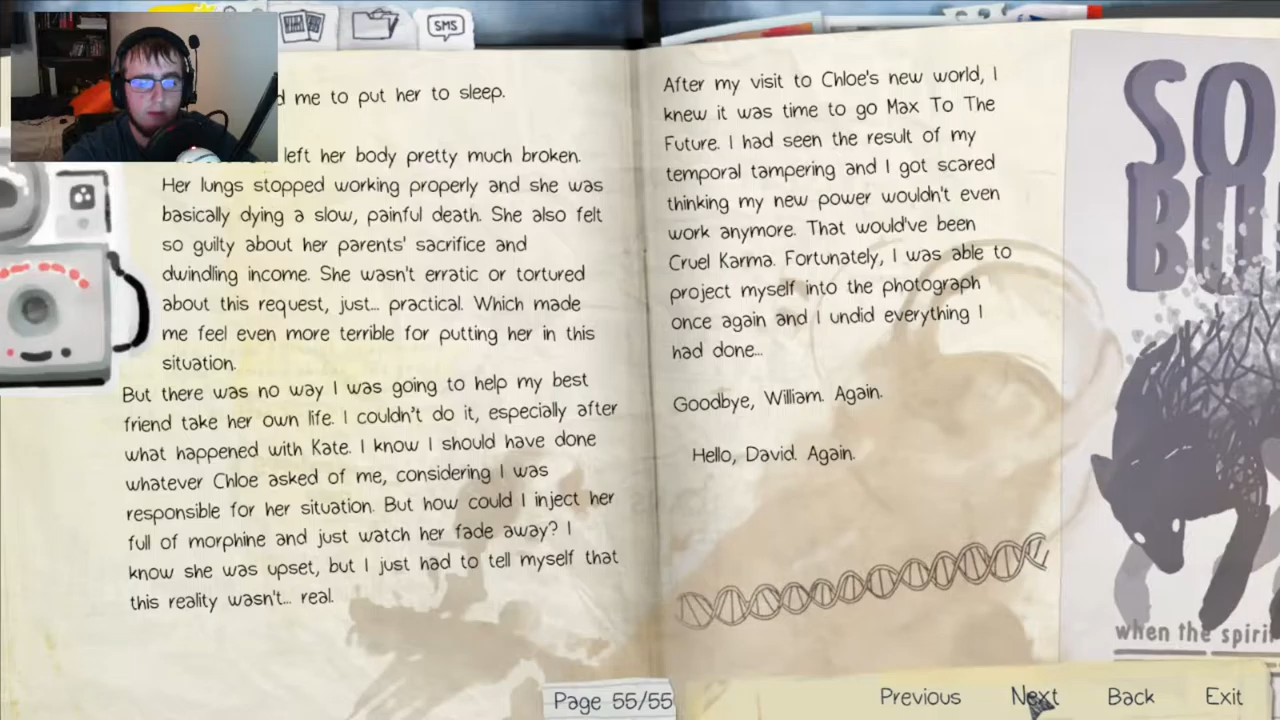 SMS
d me to put her to sleep.
left her body pretty much broken.
Her lungs stopped working properly and she was
basically dying a slow, painful death. She also felt
so guilty about her parents' sacrifice and
dwindling income. She wasn't erratic or tortured
about this request, just... practical. Which made
me feel even more terrible for putting her in this
situation.
But there was no way I was going to help my best
friend take her own life. I couldn't do it, especially after
what happened with Kate. I know I should have done
whatever Chloe asked of me, considering I was
responsible for her situation. But how could I inject her
full of morphine and just watch her fade away? I
know she was upset, but I just had to tell myself that
this reality wasn't... real.
After my visit to Chloe's new world, I
knew it was time to go Max To The
Future. I had seen the result of my
temporal tampering and I got scared
thinking my new power wouldn't even
work anymore. That would've been
Cruel Karma. Fortunately, I was able to
project myself into the photograph
once again and I undid everything I
had done...
Goodbye, William. Again.
Hello, David. Again.
SO
BU
when the spiri
Page 55/55
Previous
Next
Back
Exit